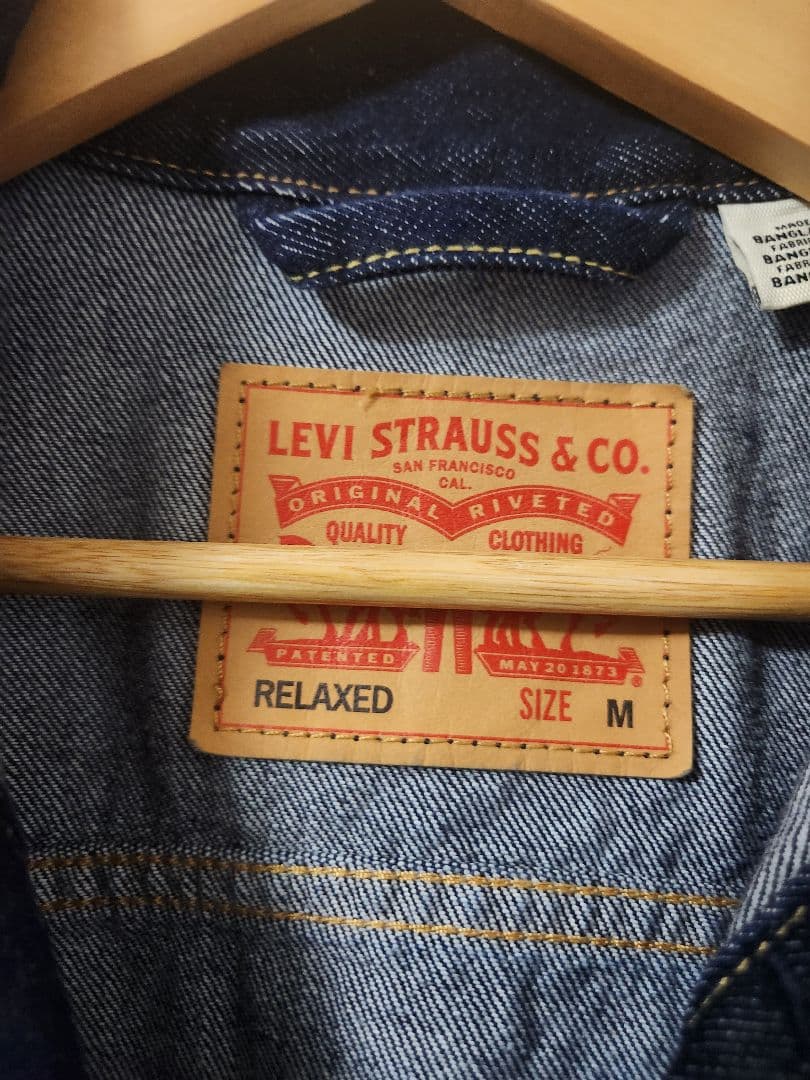 LEVI STRAUSS & CO.
SAN FRANCISCO
CAL.
ORIGINAL RIVETED
QUALITY CLOTHING
PATENTED MAY 20 1873 ®
RELAXED SIZE M